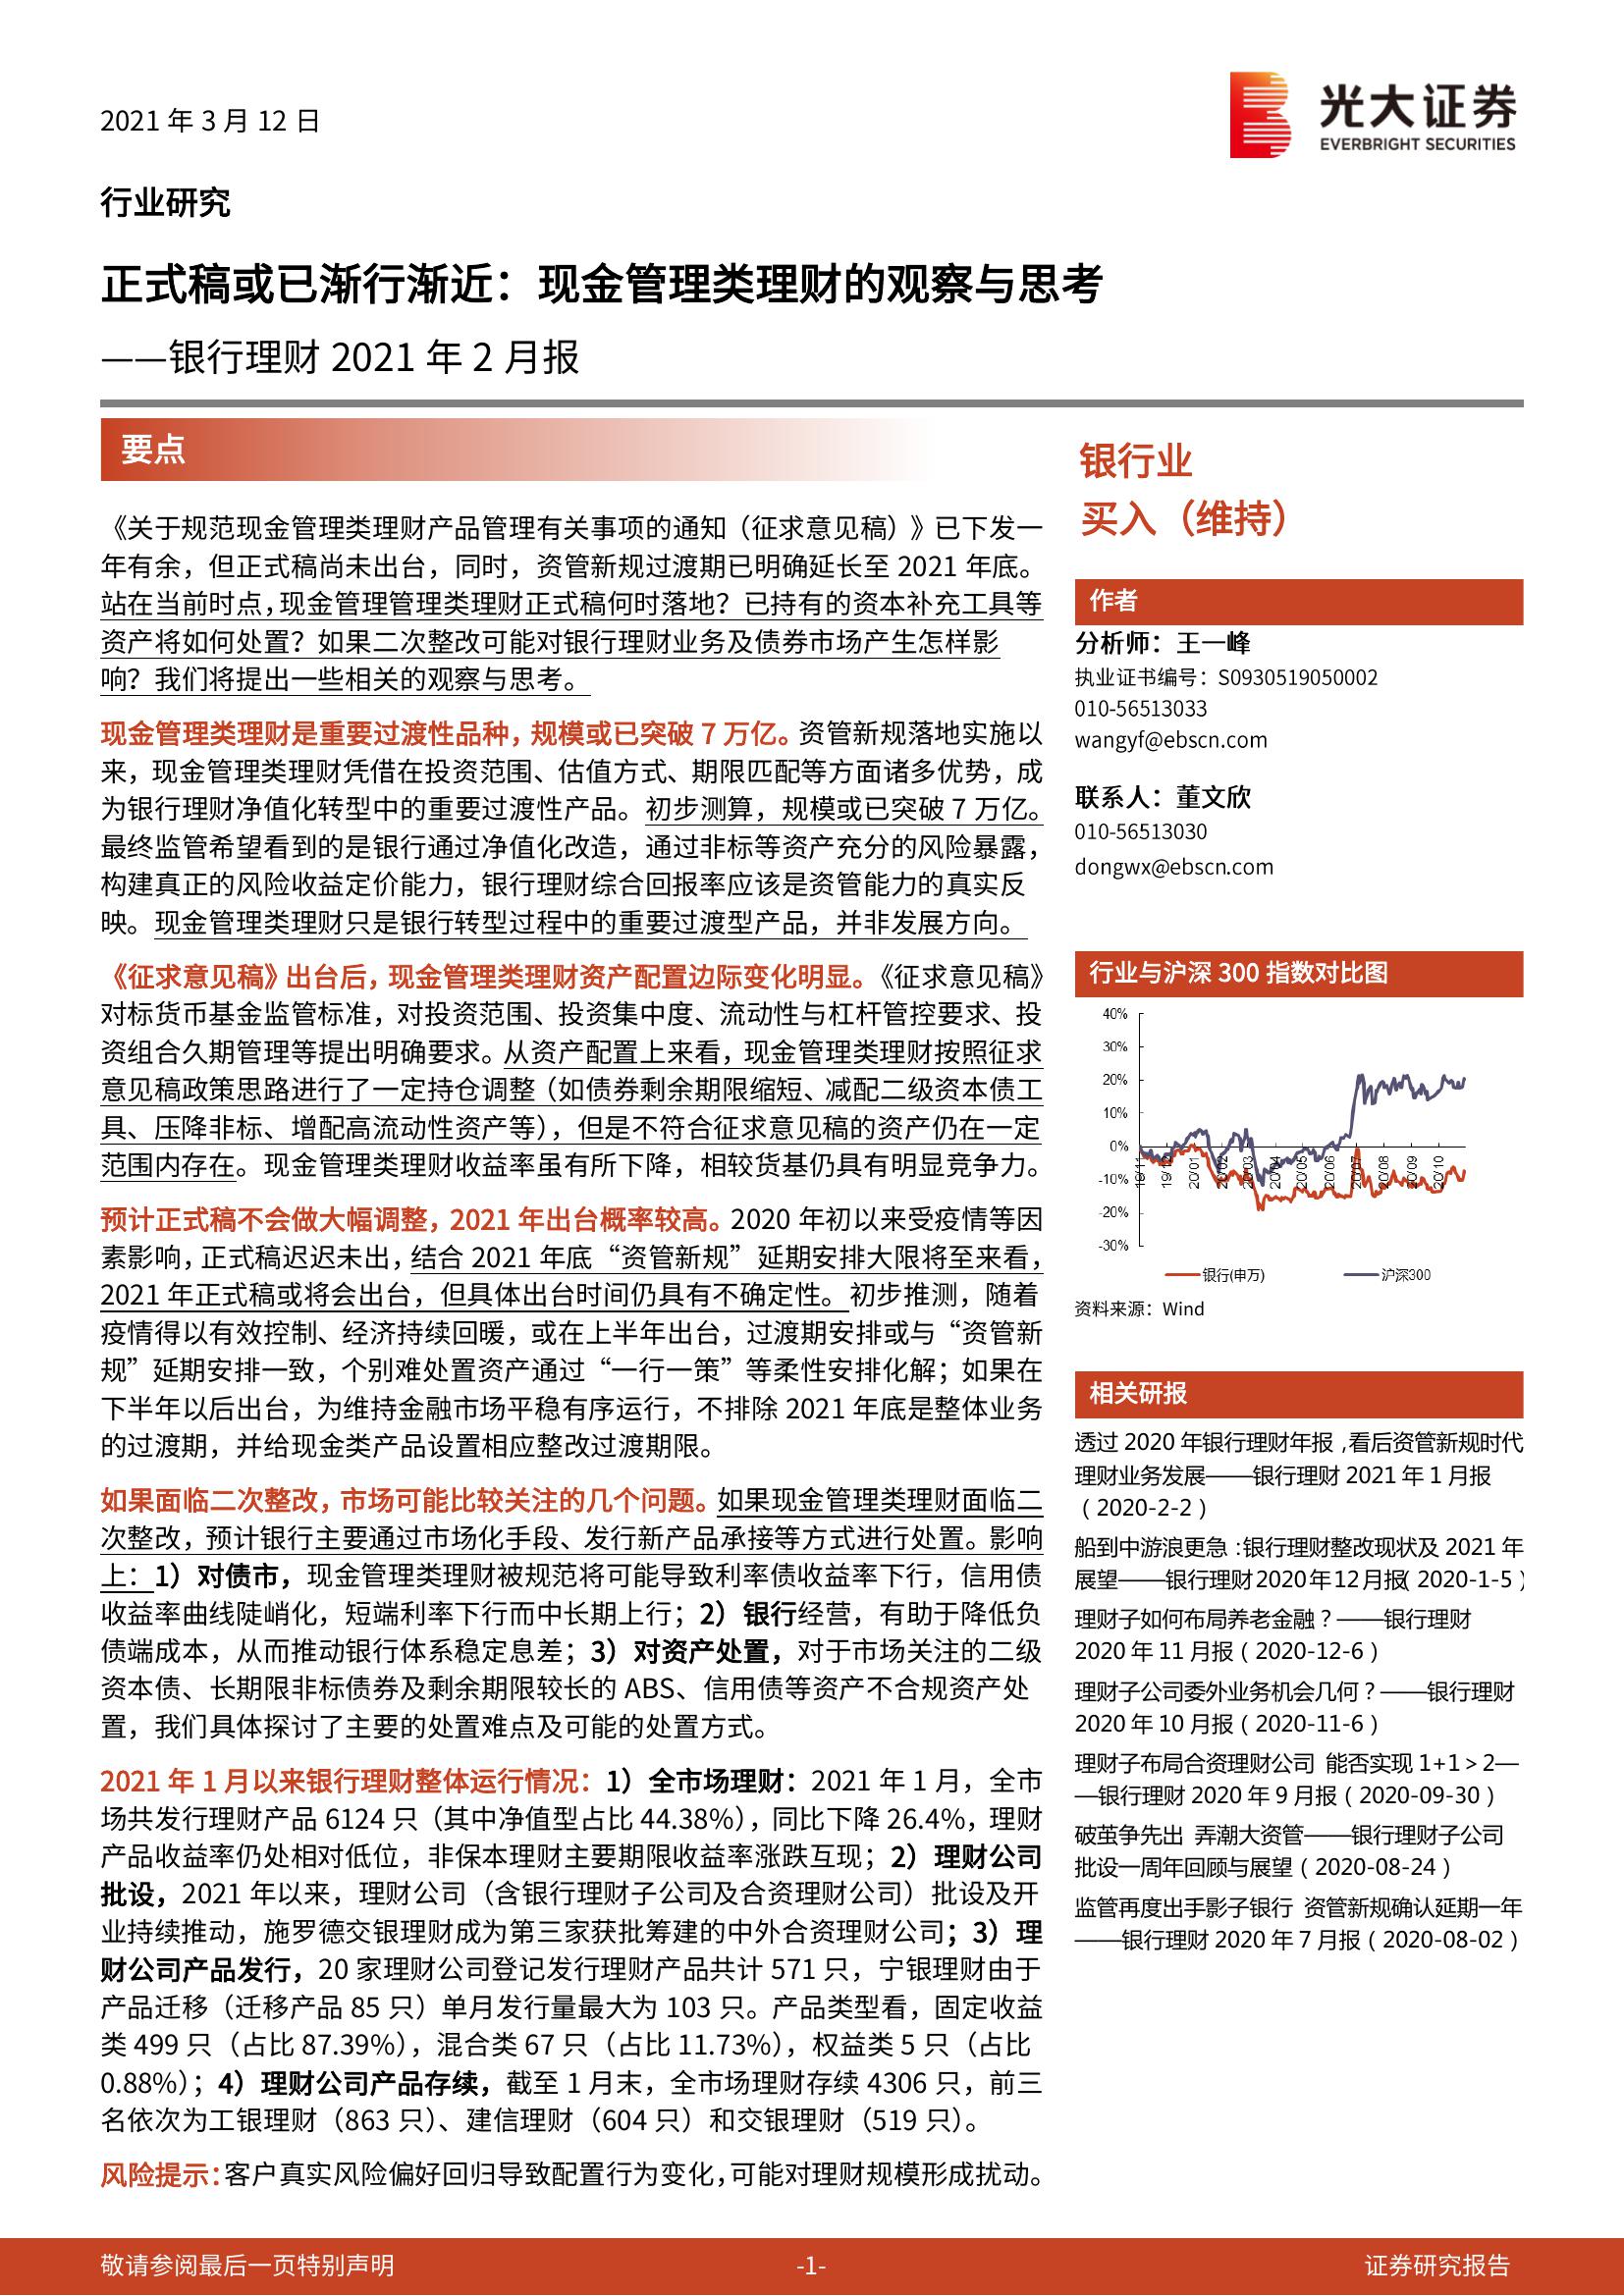 2021 年 3 月 12 日
光大证券
EVERBRIGHT SECURITIES
行业研究
正式稿或已渐行渐近：现金管理类理财的观察与思考
——银行理财 2021 年 2 月报
要点
《关于规范现金管理类理财产品管理有关事项的通知（征求意见稿）》已下发一
年有余，但正式稿尚未出台，同时，资管新规过渡期已明确延长至 2021 年底。
站在当前时点，现金管理管理类理财正式稿何时落地？已持有的资本补充工具等
资产将如何处置？如果二次整改可能对银行理财业务及债券市场产生怎样影
响？我们将提出一些相关的观察与思考。
现金管理类理财是重要过渡性品种，规模或已突破 7 万亿。资管新规落地实施以
来，现金管理类理财凭借在投资范围、估值方式、期限匹配等方面诸多优势，成
为银行理财净值化转型中的重要过渡性产品。初步测算，规模或已突破 7 万亿。
最终监管希望看到的是银行通过净值化改造，通过非标等资产充分的风险暴露，
构建真正的风险收益定价能力，银行理财综合回报率应该是资管能力的真实反
映。现金管理类理财只是银行转型过程中的重要过渡型产品，并非发展方向。
《征求意见稿》出台后，现金管理类理财资产配置边际变化明显。《征求意见稿》
对标货币基金监管标准，对投资范围、投资集中度、流动性与杠杆管控要求、投
资组合久期管理等提出明确要求。从资产配置上来看，现金管理类理财按照征求
意见稿政策思路进行了一定持仓调整（如债券剩余期限缩短、减配二级资本债工
具、压降非标、增配高流动性资产等），但是不符合征求意见稿的资产仍在一定
范围内存在。现金管理类理财收益率虽有所下降，相较货基仍具有明显竞争力。
预计正式稿不会做大幅调整，2021 年出台概率较高。2020 年初以来受疫情等因
素影响，正式稿迟迟未出，结合 2021 年底“资管新规”延期安排大限将至来看，
2021 年正式稿或将会出台，但具体出台时间仍具有不确定性。初步推测，随着
疫情得以有效控制、经济持续回暖，或在上半年出台，过渡期安排或与“资管新
规”延期安排一致，个别难处置资产通过“一行一策”等柔性安排化解；如果在
下半年以后出台，为维持金融市场平稳有序运行，不排除 2021 年底是整体业务
的过渡期，并给现金类产品设置相应整改过渡期限。
如果面临二次整改，市场可能比较关注的几个问题。如果现金管理类理财面临二
次整改，预计银行主要通过市场化手段、发行新产品承接等方式进行处置。影响
上：1）对债市，现金管理类理财被规范将可能导致利率债收益率下行，信用债
收益率曲线陡峭化，短端利率下行而中长期上行；2）银行经营，有助于降低负
债端成本，从而推动银行体系稳定息差；3）对资产处置，对于市场关注的二级
资本债、长期限非标债券及剩余期限较长的 ABS、信用债等资产不合规资产处
置，我们具体探讨了主要的处置难点及可能的处置方式。
2021 年 1 月以来银行理财整体运行情况：1）全市场理财：2021 年 1 月，全市
场共发行理财产品 6124 只（其中净值型占比 44.38%），同比下降 26.4%，理财
产品收益率仍处相对低位，非保本理财主要期限收益率涨跌互现；2）理财公司
批设，2021 年以来，理财公司（含银行理财子公司及合资理财公司）批设及开
业持续推动，施罗德交银理财成为第三家获批筹建的中外合资理财公司；3）理
财公司产品发行，20 家理财公司登记发行理财产品共计 571 只，宁银理财由于
产品迁移（迁移产品 85 只）单月发行量最大为 103 只。产品类型看，固定收益
类 499 只（占比 87.39%），混合类 67 只（占比 11.73%），权益类 5 只（占比
0.88%）；4）理财公司产品存续，截至 1 月末，全市场理财存续 4306 只，前三
名依次为工银理财（863 只）、建信理财（604 只）和交银理财（519 只）。
风险提示：客户真实风险偏好回归导致配置行为变化，可能对理财规模形成扰动。
银行业
买入（维持）
作者
分析师：王一峰
执业证书编号：S0930519050002
010-56513033
wangyf@ebscn.com
联系人：董文欣
010-56513030
dongwx@ebscn.com
行业与沪深 300 指数对比图
40%
30%
20%
10%
0%
-10%
-20%
-30%
19/11 19/12 20/01 20/02 20/03 20/04 20/05 20/06 20/07 20/08 20/09 20/10
银行(申万) 沪深300
资料来源：Wind
相关研报
透过 2020 年银行理财年报，看后资管新规时代
理财业务发展——银行理财 2021 年 1 月报
（2020-2-2）
船到中游浪更急：银行理财整改现状及 2021 年
展望——银行理财2020年12月报（2020-1-5）
理财子如何布局养老金融？——银行理财
2020 年 11 月报（2020-12-6）
理财子公司委外业务机会几何？——银行理财
2020 年 10 月报（2020-11-6）
理财子布局合资理财公司 能否实现 1+1＞2—
—银行理财 2020 年 9 月报（2020-09-30）
破茧争先出 弄潮大资管——银行理财子公司
批设一周年回顾与展望（2020-08-24）
监管再度出手影子银行 资管新规确认延期一年
——银行理财 2020 年 7 月报（2020-08-02）
敬请参阅最后一页特别声明
-1-
证券研究报告